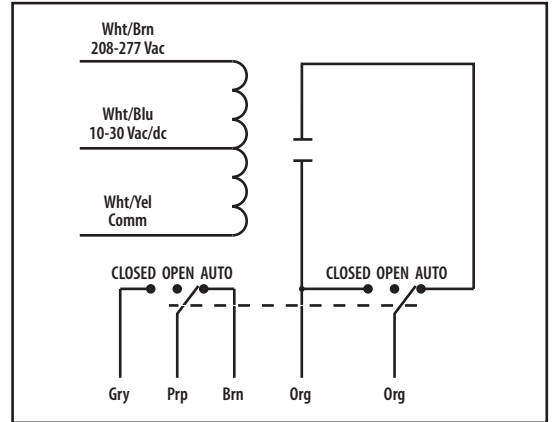 Wht/Brn
208-277 Vac
Wht/Blu
10-30 Vac/dc
Wht/Yel
Comm
CLOSED OPEN AUTO
CLOSED OPEN AUTO
Gry Prp Brn Org Org